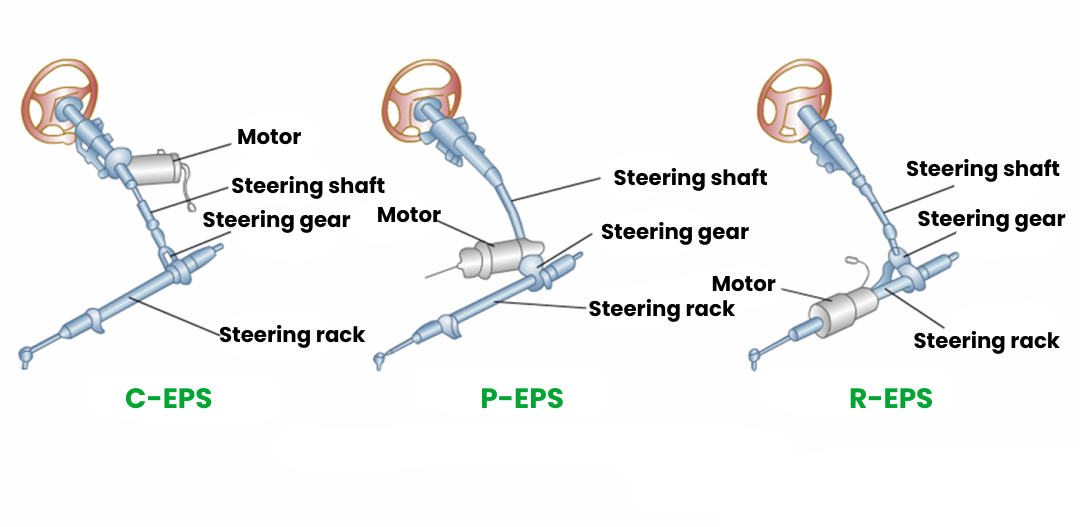 Motor
Steering shaft
Steering gear
Steering rack
C-EPS
Steering shaft
Motor
Steering gear
Steering rack
P-EPS
Steering shaft
Steering gear
Motor
Steering rack
R-EPS